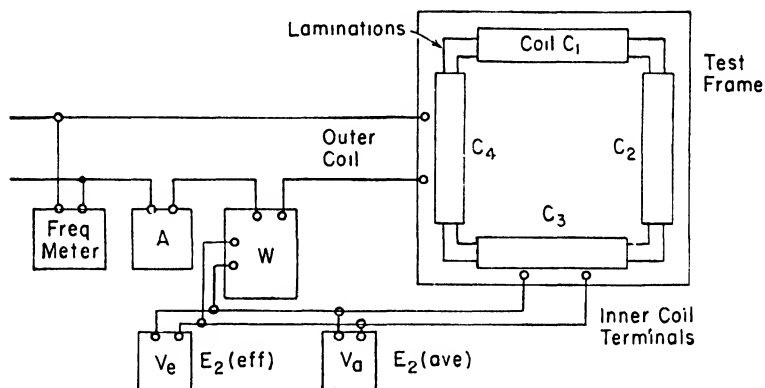 Laminations
Coil C1
Test
Frame
Outer
Coil
C4
C2
C3
Freq
Meter
A
W
Inner Coil
Terminals
Ve
E2(eff)
Va
E2(ave)